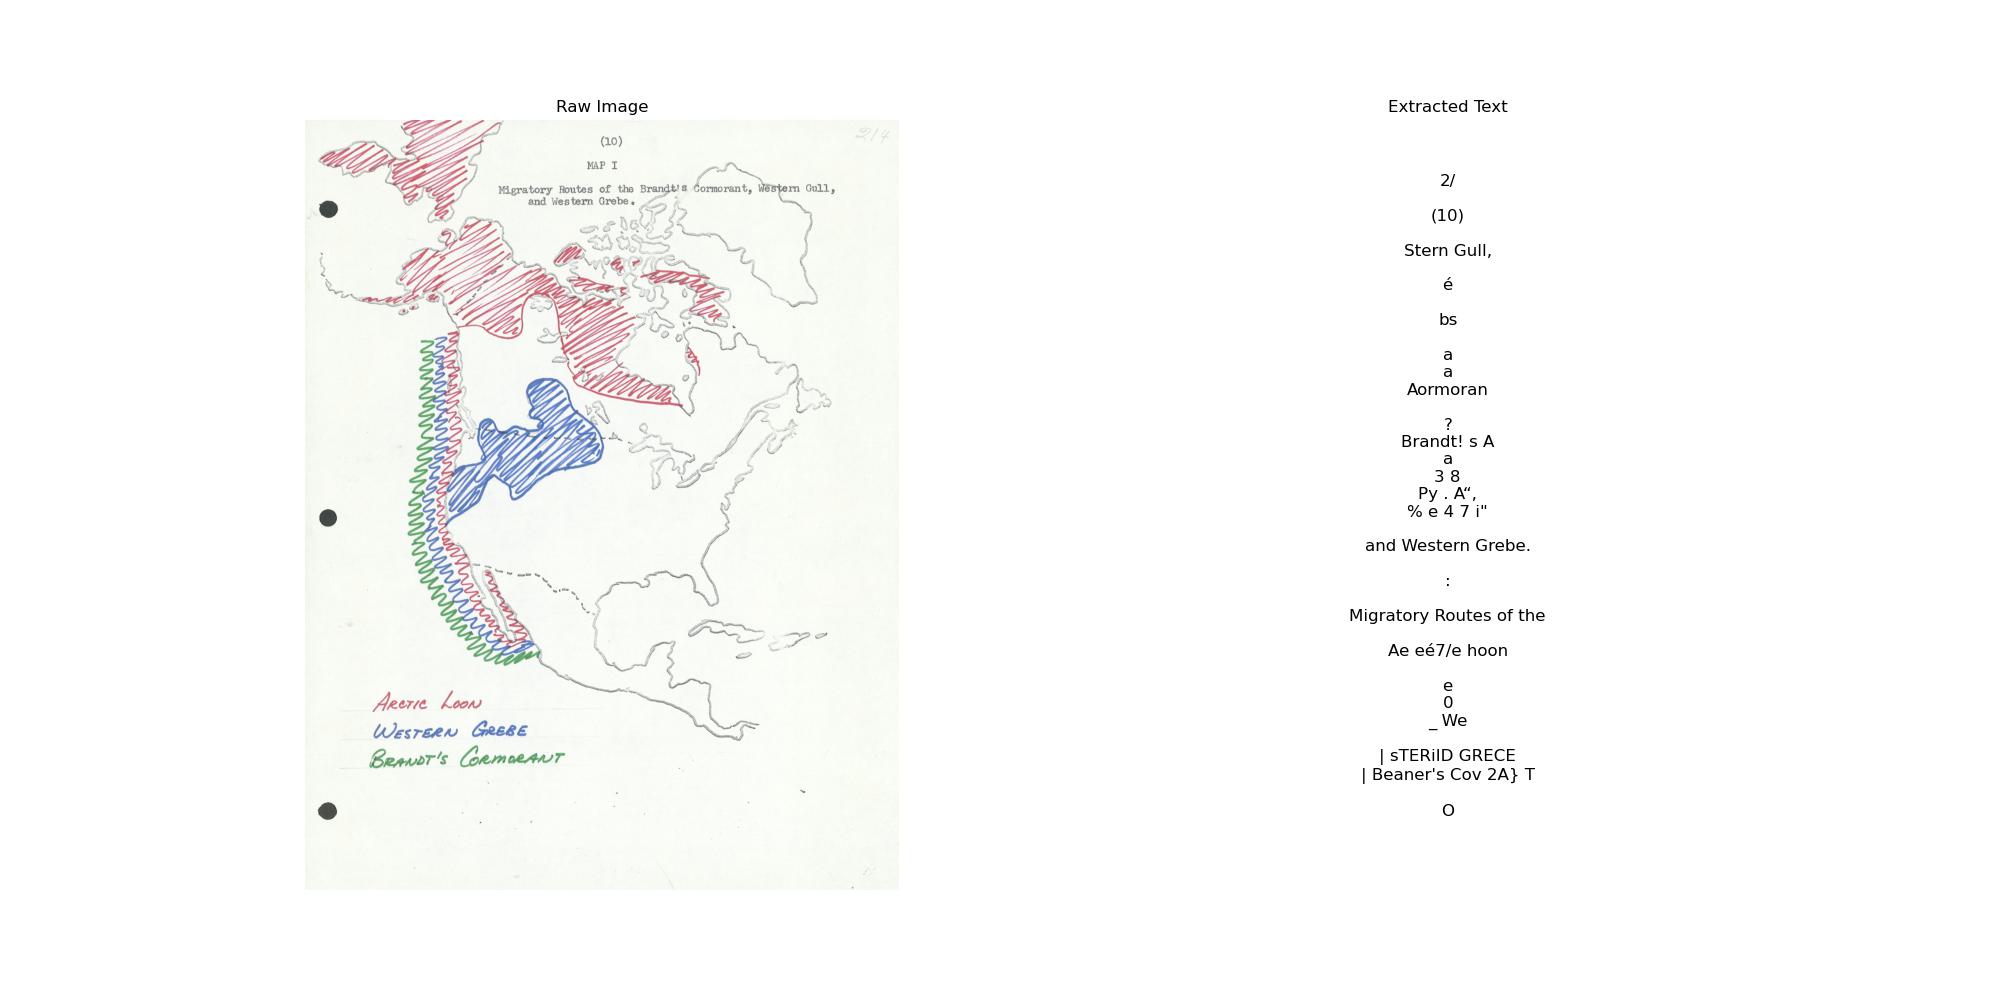 Raw Image
214
(10)
MAP I
Migratory Routes of the Brandt's Cormorant, Western Gull,
and Western Grebe.
ARCTIC LOON
WESTERN GREBE
BRANDT'S CORMORANT
Extracted Text
2/
(10)
Stern Gull,
é
bs
a
a
Aormoran
?
Brandt! s A
a
3 8
Py . A“,
% e 4 7 i"
and Western Grebe.
:
Migratory Routes of the
Ae eé7/e hoon
e
0
_ We
| sTERiID GRECE
| Beaner's Cov 2A} T
O